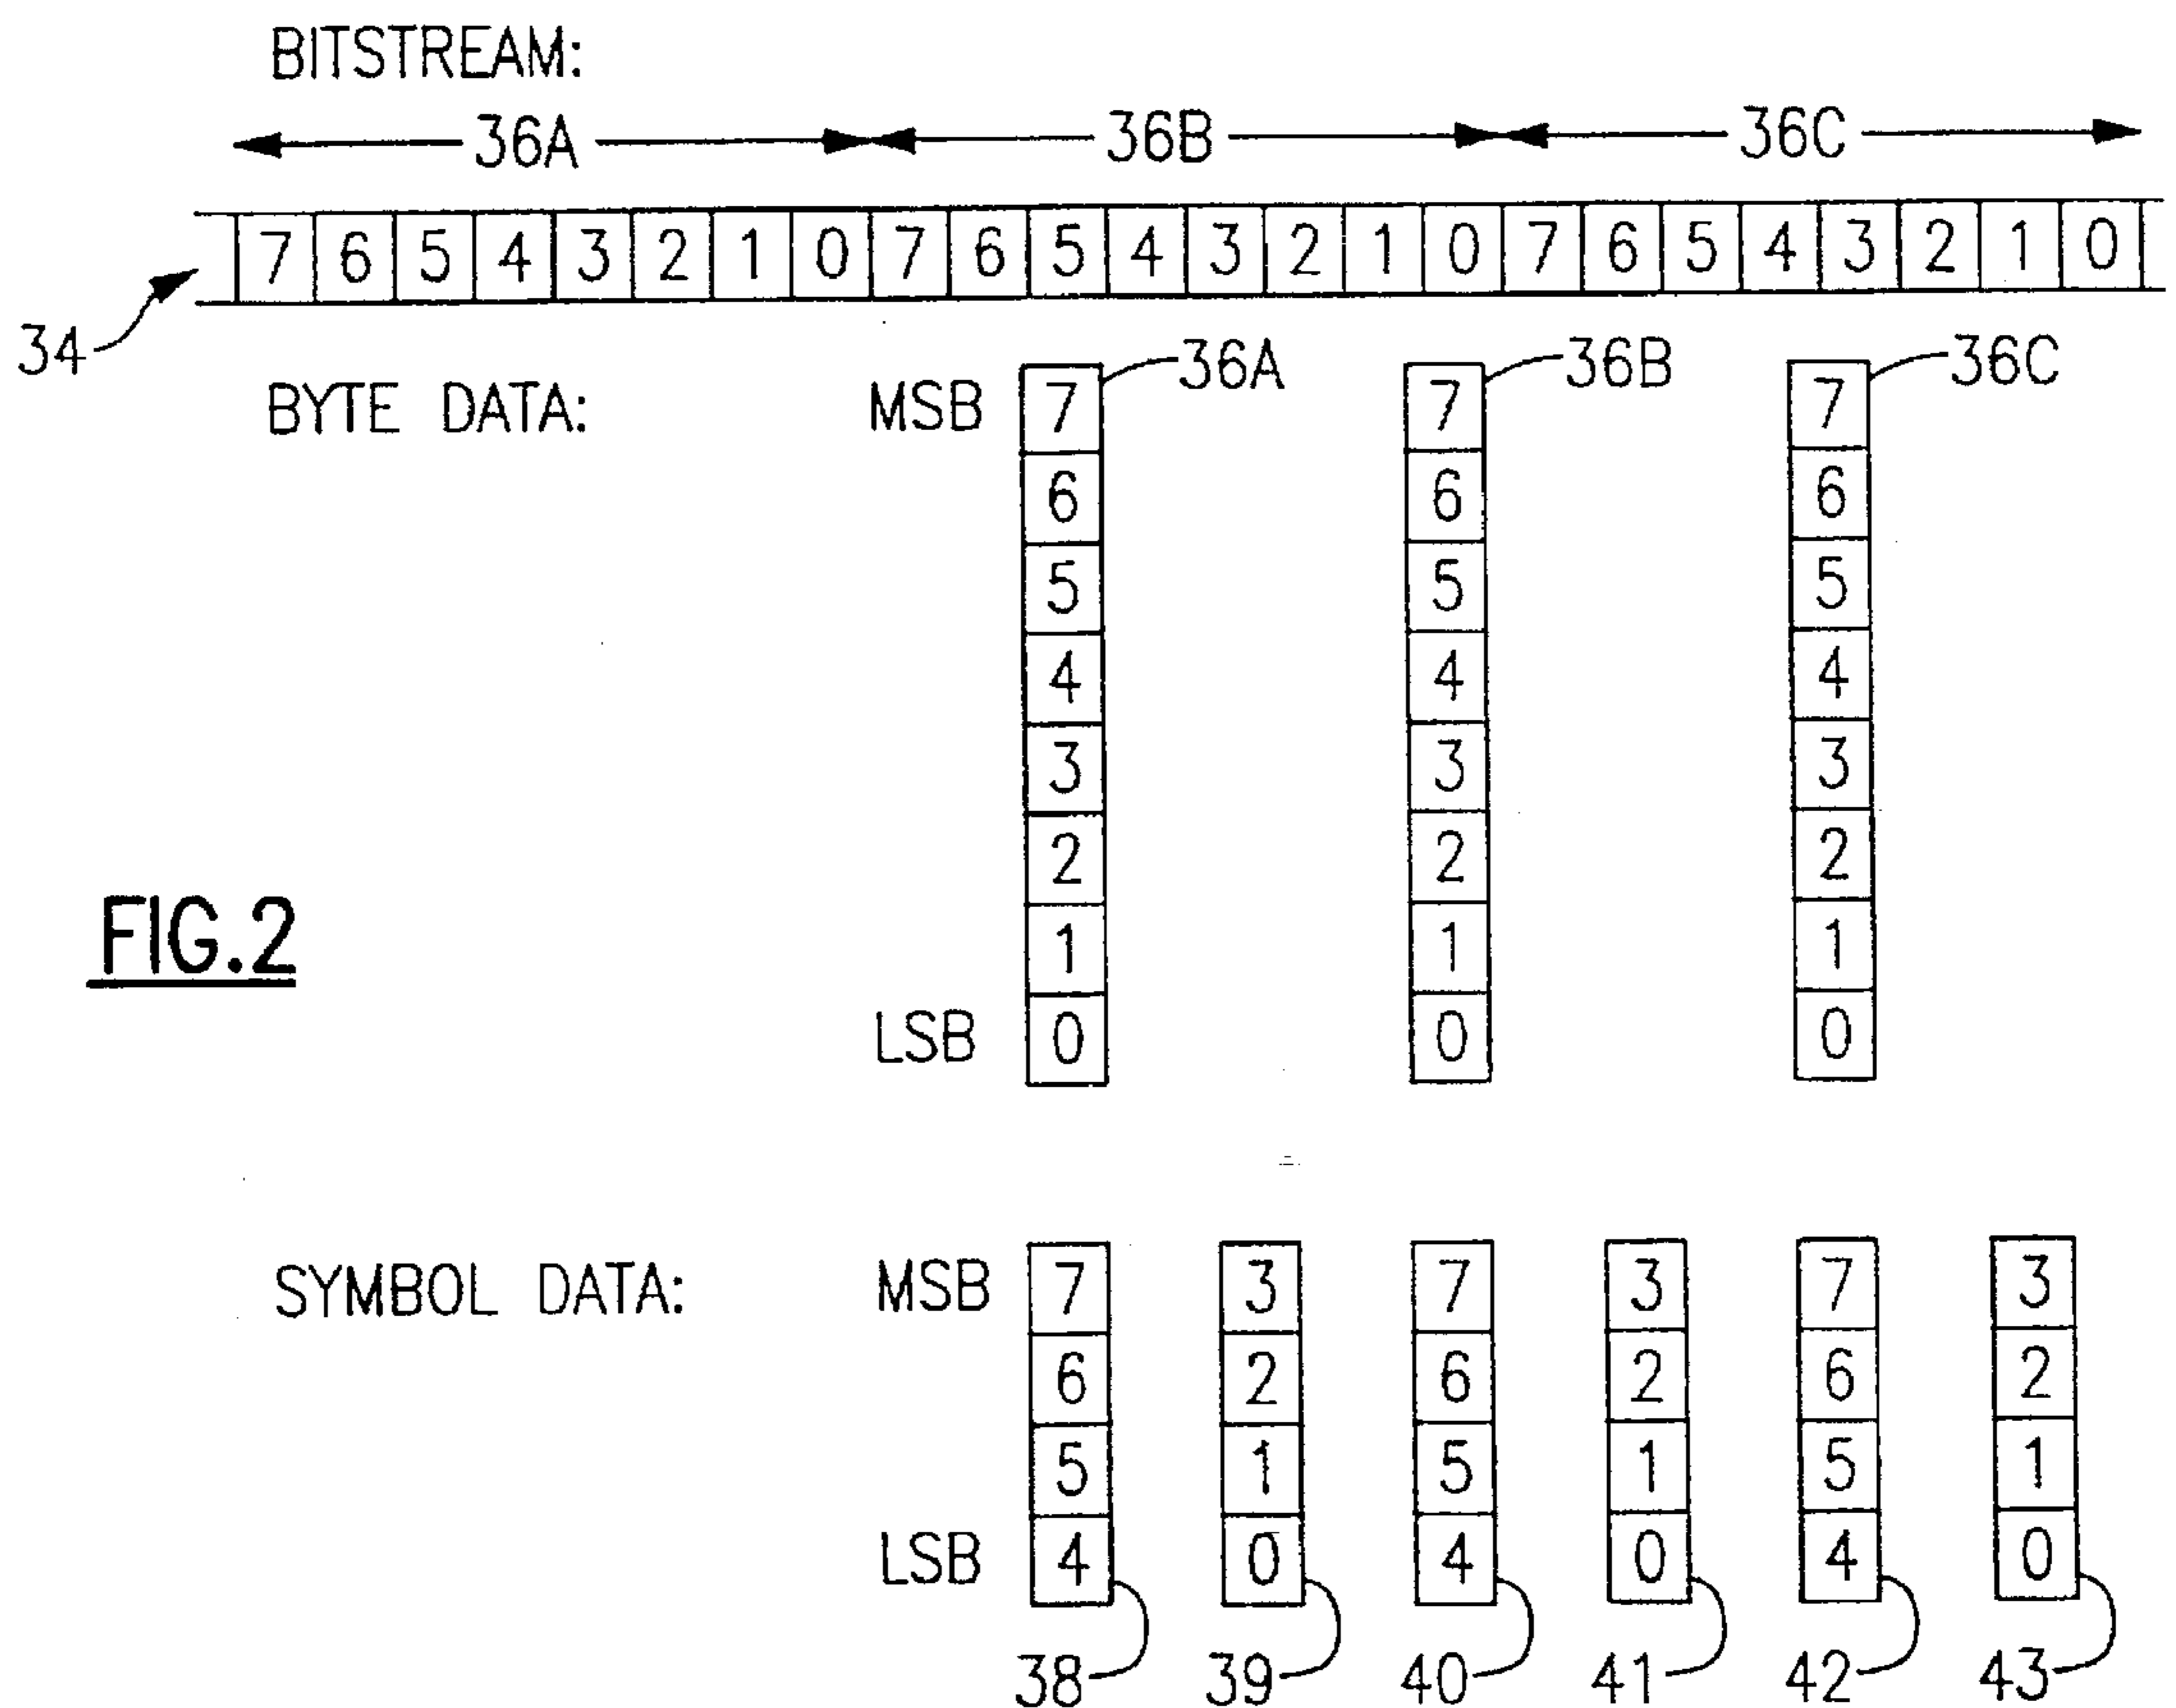 BITSTREAM:
36A 36B 36C
7 6 5 4 3 2 1 0 7 6 5 4 3 2 1 0 7 6 5 4 3 2 1 0
34
BYTE DATA: MSB 7 36A 7 36B 7 36C
6 6 6
5 5 5
4 4 4
3 3 3
2 2 2
1 1 1
LSB 0 0 0
FIG.2
SYMBOL DATA: MSB 7 3 7 3 7 3
6 2 6 2 6 2
5 1 5 1 5 1
LSB 4 0 4 0 4 0
38 39 40 41 42 43